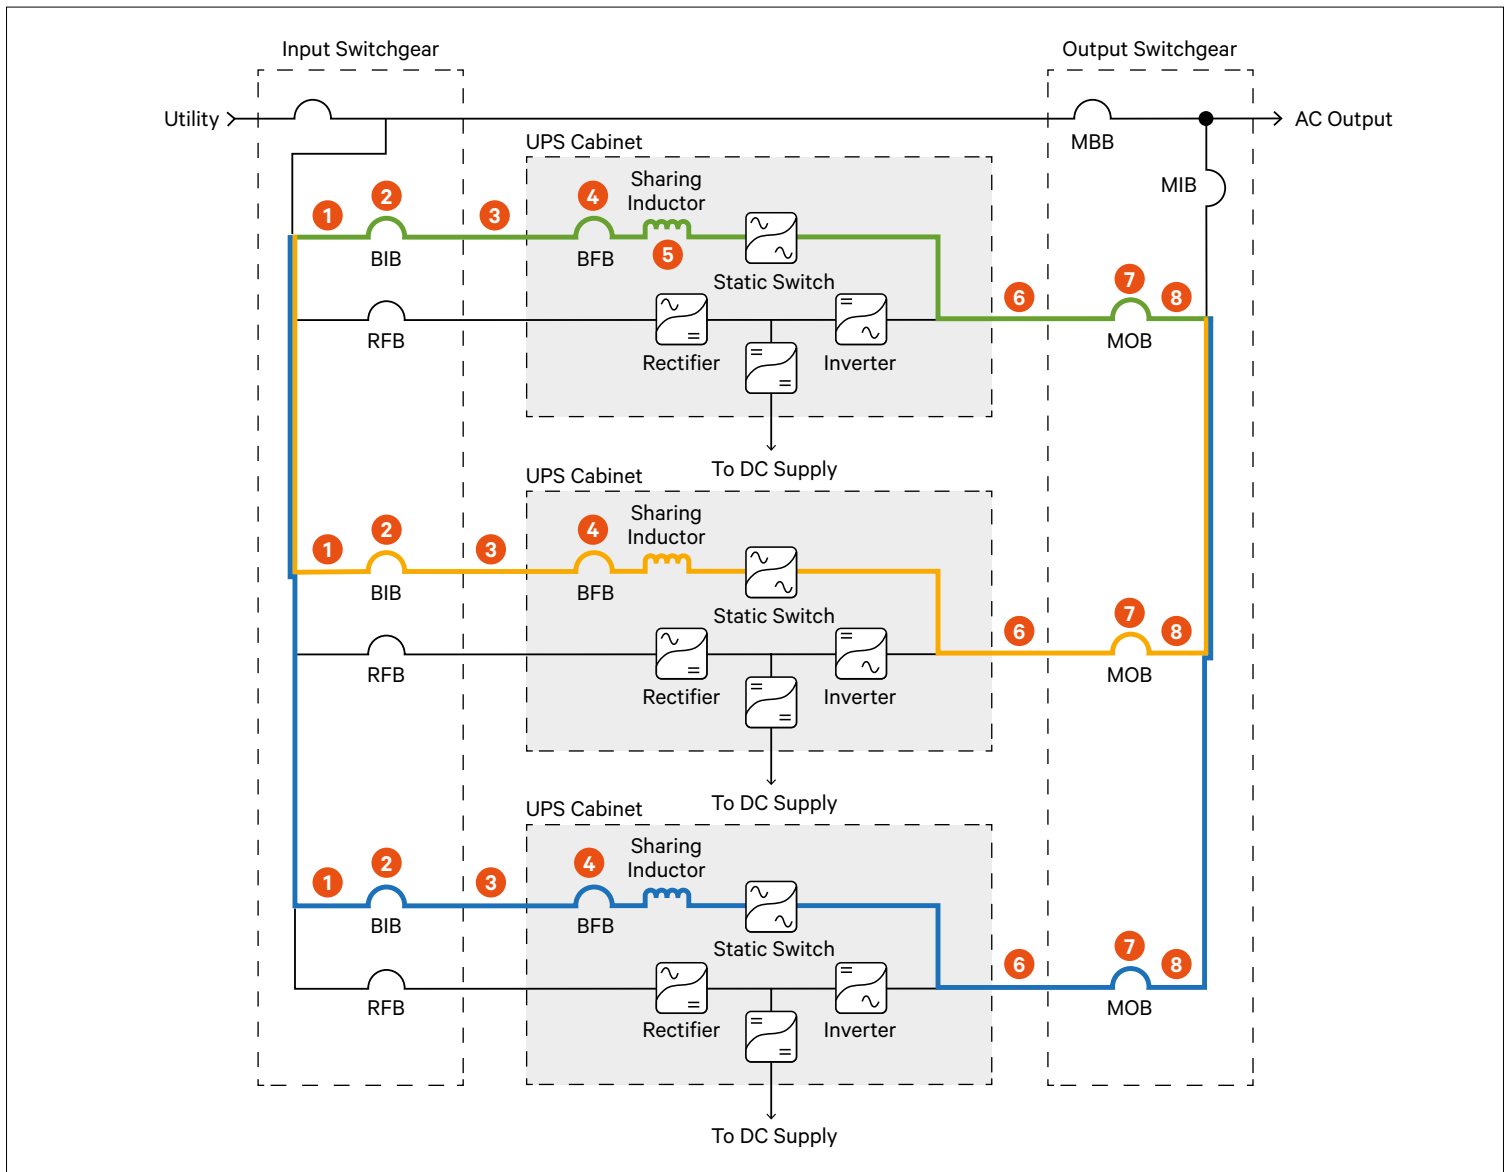 Input Switchgear
Output Switchgear
Utility
AC Output
MBB
MIB
UPS Cabinet
Sharing
Inductor
1
2
3
4
5
BIB
BFB
Static Switch
6
7
8
RFB
Rectifier
Inverter
MOB
To DC Supply
UPS Cabinet
Sharing
Inductor
1
2
3
4
BIB
BFB
Static Switch
6
7
8
RFB
Rectifier
Inverter
MOB
To DC Supply
UPS Cabinet
Sharing
Inductor
1
2
3
4
BIB
BFB
Static Switch
6
7
8
RFB
Rectifier
Inverter
MOB
To DC Supply